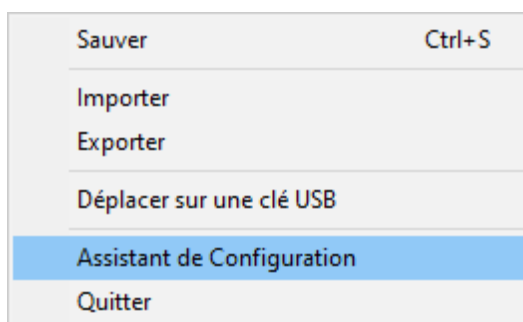 Sauver Ctrl+S
Importer
Exporter
Déplacer sur une clé USB
Assistant de Configuration
Quitter